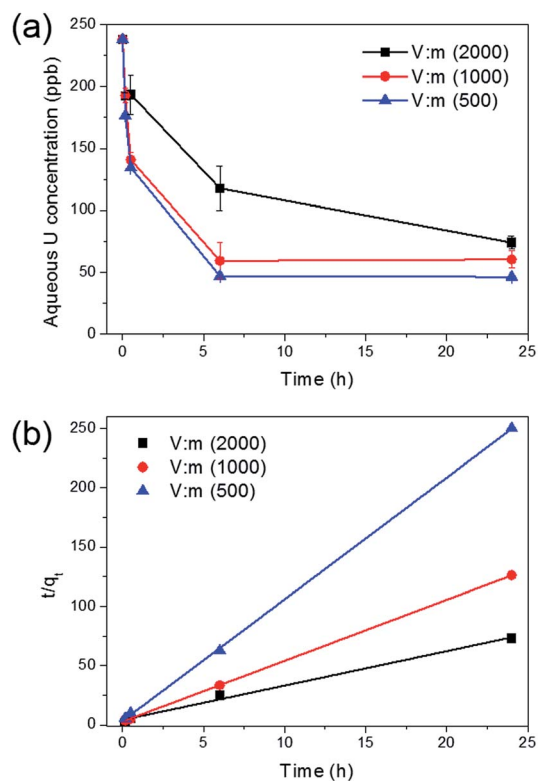 (a)
250
200
150
100
50
0
Aqueous U concentration (ppb)
V:m (2000)
V:m (1000)
V:m (500)
0 5 10 15 20 25
Time (h)
(b)
250
200
150
100
50
0
t/qt
V:m (2000)
V:m (1000)
V:m (500)
0 5 10 15 20 25
Time (h)